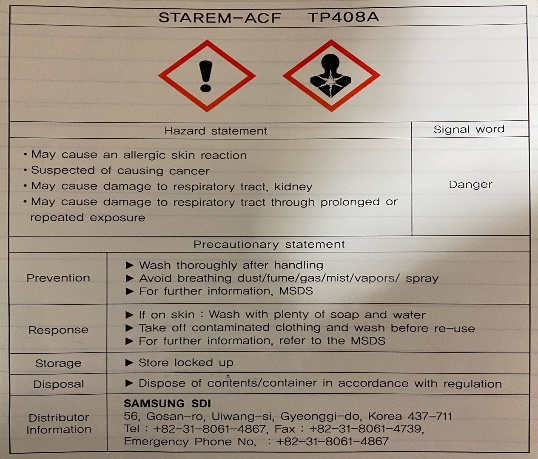 STAREM-ACF TP408A
Hazard statement
Signal word
• May cause an allergic skin reaction
• Suspected of causing cancer
• May cause damage to respiratory tract, kidney
• May cause damage to respiratory tract through prolonged or
repeated exposure
Danger
Precautionary statement
Prevention
► Wash thoroughly after handling
► Avoid breathing dust/fume/gas/mist/vapors/ spray
► For further information, MSDS
Response
► If on skin : Wash with plenty of soap and water
► Take off contaminated clothing and wash before re-use
► For further information, refer to the MSDS
Storage
► Store locked up
Disposal
► Dispose of contents/container in accordance with regulation
Distributor
Information
SAMSUNG SDI
56, Gosan-ro, Uiwang-si, Gyeonggi-do, Korea 437-711
Tel : +82-31-8061-4867, Fax : +82-31-8061-4739,
Emergency Phone No. : +82-31-8061-4867